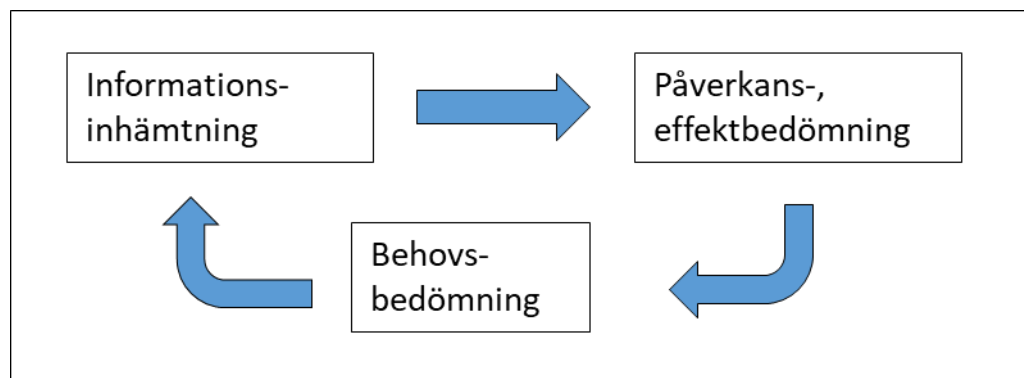 Informations-
inhämtning
Påverkans-,
effektbedömning
Behovs-
bedömning